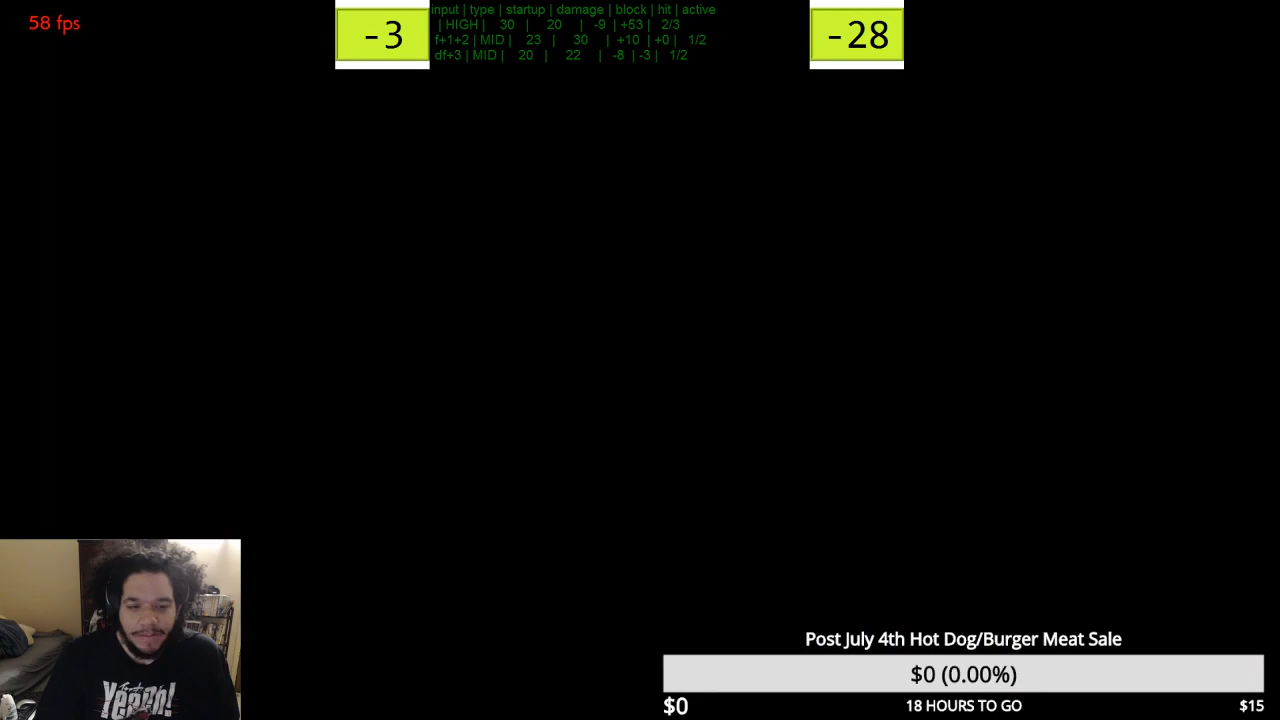 58 fps
-3
input | type | startup | damage | block | hit | active
| HIGH | 30 | 20 | -9 | +53 | 2/3
f+1+2 | MID | 23 | 30 | +10 | +0 | 1/2
df+3 | MID | 20 | 22 | -8 | -3 | 1/2
-28
Yeeeh!
Post July 4th Hot Dog/Burger Meat Sale
$0 (0.00%)
$0 18 HOURS TO GO $15